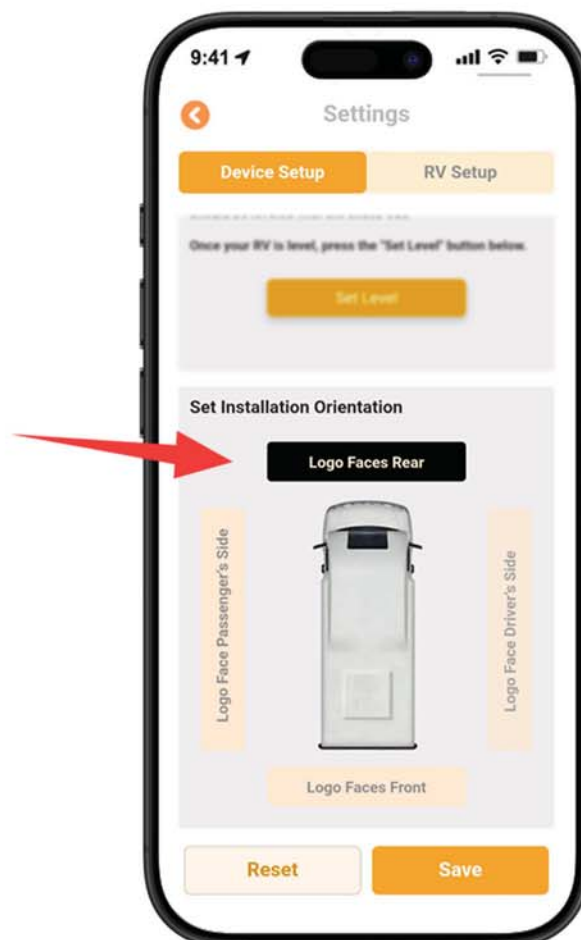 9:41
Settings
Device Setup
RV Setup
Once your RV is level, press the "Set Level" button below.
Set Level
Set Installation Orientation
Logo Faces Rear
Logo Face Passenger's Side
Logo Face Driver's Side
Logo Faces Front
Reset
Save